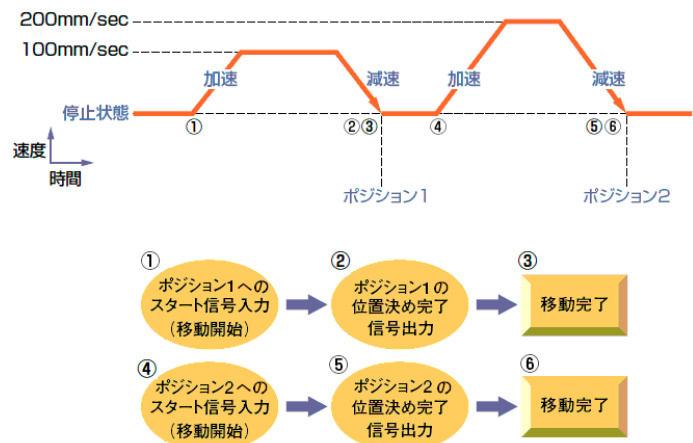 200mm/sec
100mm/sec
加速
減速
加速
減速
停止状態
①
②③
④
⑤⑥
速度
時間
ポジション1
ポジション2
①
ポジション1への
スタート信号入力
(移動開始)
②
ポジション1の
位置決め完了
信号出力
③
移動完了
④
ポジション2への
スタート信号入力
(移動開始)
⑤
ポジション2の
位置決め完了
信号出力
⑥
移動完了